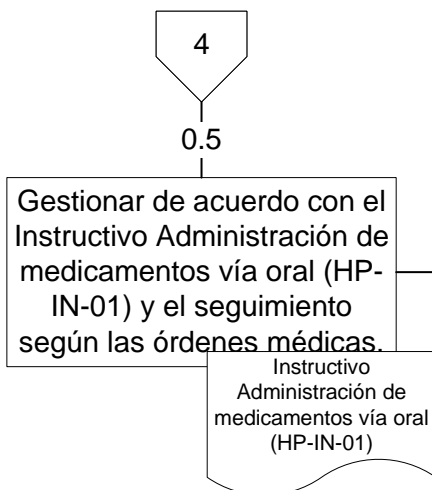 4
0.5
Gestionar de acuerdo con el
Instructivo Administración de
medicamentos vía oral (HP-
IN-01) y el seguimiento
según las órdenes médicas.
Instructivo
Administración de
medicamentos vía oral
(HP-IN-01)